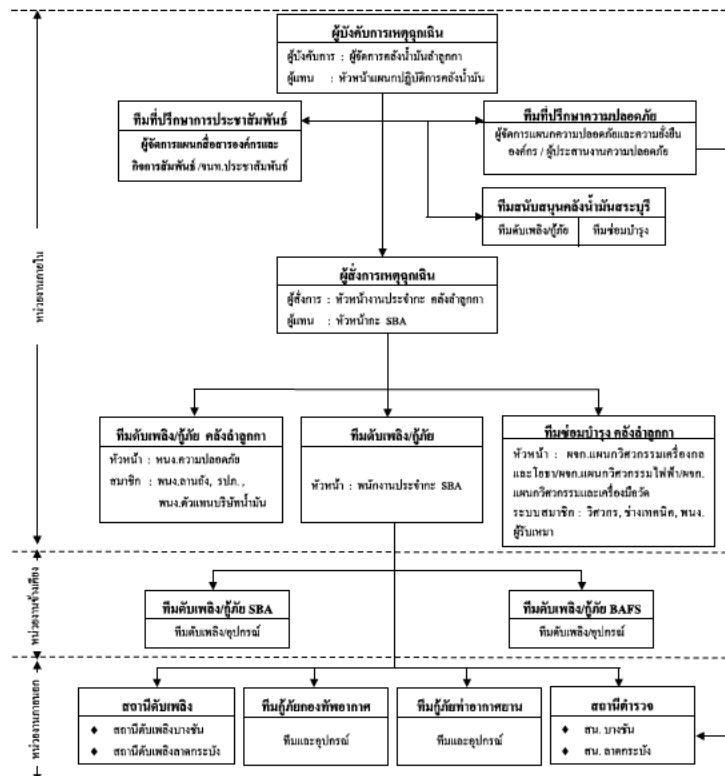 ผู้บังคับการเหตุฉุกเฉิน
ผู้บังคับการ : ผู้จัดการคลังน้ำมันลำลูกกา
ผู้แทน : หัวหน้าแผนกปฏิบัติการคลังน้ำมัน
ทีมที่ปรึกษาการประชาสัมพันธ์
ผู้จัดการแผนกสื่อสารองค์กรและ
กิจการสัมพันธ์ /จนท.ประชาสัมพันธ์
ทีมที่ปรึกษาความปลอดภัย
ผู้จัดการแผนกความปลอดภัยและความยั่งยืน
องค์กร / ผู้ประสานงานความปลอดภัย
ทีมสนับสนุนคลังน้ำมันสระบุรี
ทีมดับเพลิง/กู้ภัย
ทีมซ่อมบำรุง
หน่วยงานภายใน
ผู้สั่งการเหตุฉุกเฉิน
ผู้สั่งการ : หัวหน้างานประจำกะ คลังลำลูกกา
ผู้แทน : หัวหน้ากะ SBA
ทีมดับเพลิง/กู้ภัย คลังลำลูกกา
หัวหน้า : หนง.ความปลอดภัย
สมาชิก : พนง.ลานถัง, รปภ.,
พนง.ตัวแทนบริษัทน้ำมัน
ทีมดับเพลิง/กู้ภัย
หัวหน้า : พนักงานประจำกะ SBA
ทีมซ่อมบำรุง คลังลำลูกกา
หัวหน้า : ผจก.แผนกวิศวกรรมเครื่องกล
และโยธา/ผจก.แผนกวิศวกรรมไฟฟ้า/ผจก.
แผนกวิศวกรรมและเครื่องมือวัด
ระบบสมาชิก : วิศวกร, ช่างเทคนิค, พนง.
ผู้รับเหมา
หน่วยงานข้างเคียง
ทีมดับเพลิง/กู้ภัย SBA
ทีมดับเพลิง/อุปกรณ์
ทีมดับเพลิง/กู้ภัย BAFS
ทีมดับเพลิง/อุปกรณ์
หน่วยงานภายนอก
สถานีดับเพลิง
♦ สถานีดับเพลิงบางชัน
♦ สถานีดับเพลิงลาดกระบัง
ทีมกู้ภัยกองทัพอากาศ
ทีมและอุปกรณ์
ทีมกู้ภัยท่าอากาศยาน
ทีมและอุปกรณ์
สถานีตำรวจ
♦ สน. บางชัน
♦ สน. ลาดกระบัง